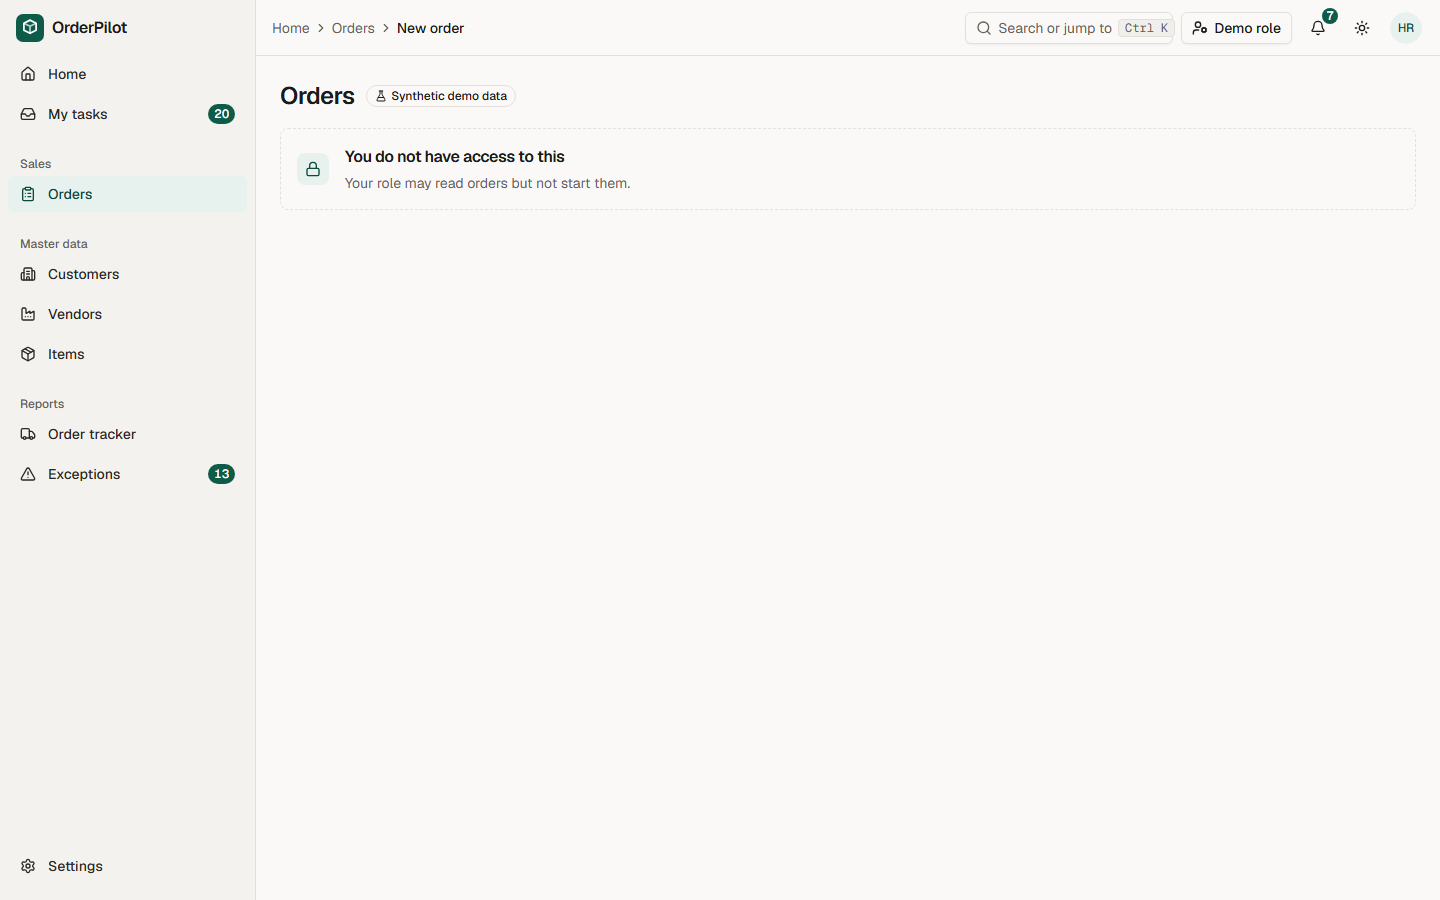 OrderPilot
Home
My tasks
20
Sales
Orders
Master data
Customers
Vendors
Items
Reports
Order tracker
Exceptions
13
Settings
Home > Orders > New order
Search or jump to
Ctrl K
Demo role
7
HR
Orders
Synthetic demo data
You do not have access to this
Your role may read orders but not start them.